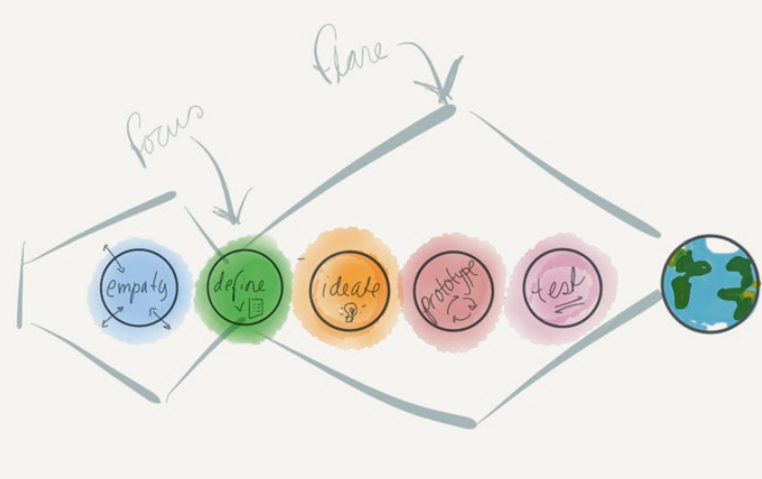 flare
focus
empaty
define
ideate
prototype
test